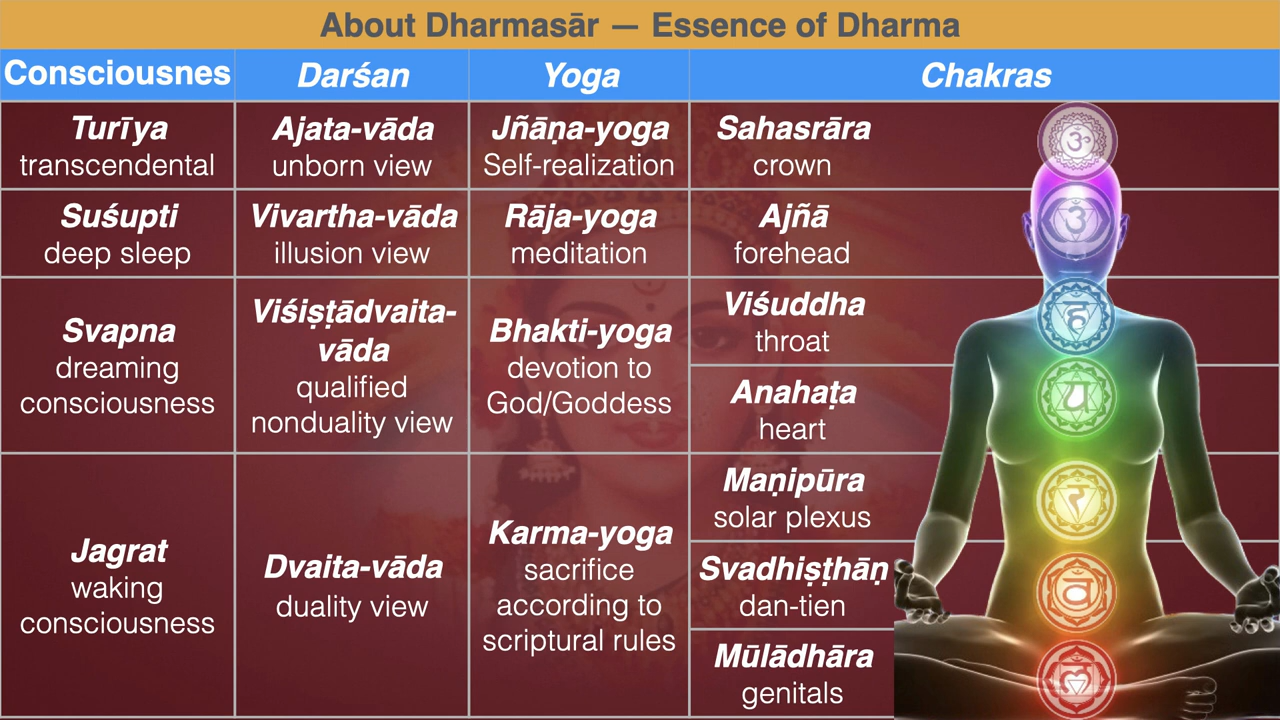 About Dharmasār — Essence of Dharma
Consciousnes
Darśan
Yoga
Chakras
Turīya
transcendental
Ajata-vāda
unborn view
Jñāṇa-yoga
Self-realization
Sahasrāra
crown
Suśupti
deep sleep
Vivartha-vāda
illusion view
Rāja-yoga
meditation
Ajñā
forehead
Svapna
dreaming
consciousness
Viśiṣṭādvaita-
vāda
qualified
nonduality view
Bhakti-yoga
devotion to
God/Goddess
Viśuddha
throat
Anahaṭa
heart
Jagrat
waking
consciousness
Dvaita-vāda
duality view
Karma-yoga
sacrifice
according to
scriptural rules
Maṇipūra
solar plexus
Svadhiṣṭhāṇ
dan-tien
Mūlādhāra
genitals